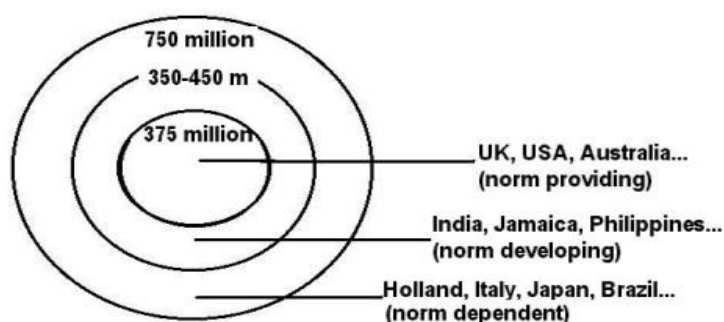 750 million
350-450 m
375 million
UK, USA, Australia...
(norm providing)
India, Jamaica, Philippines...
(norm developing)
Holland, Italy, Japan, Brazil...
(norm dependent)